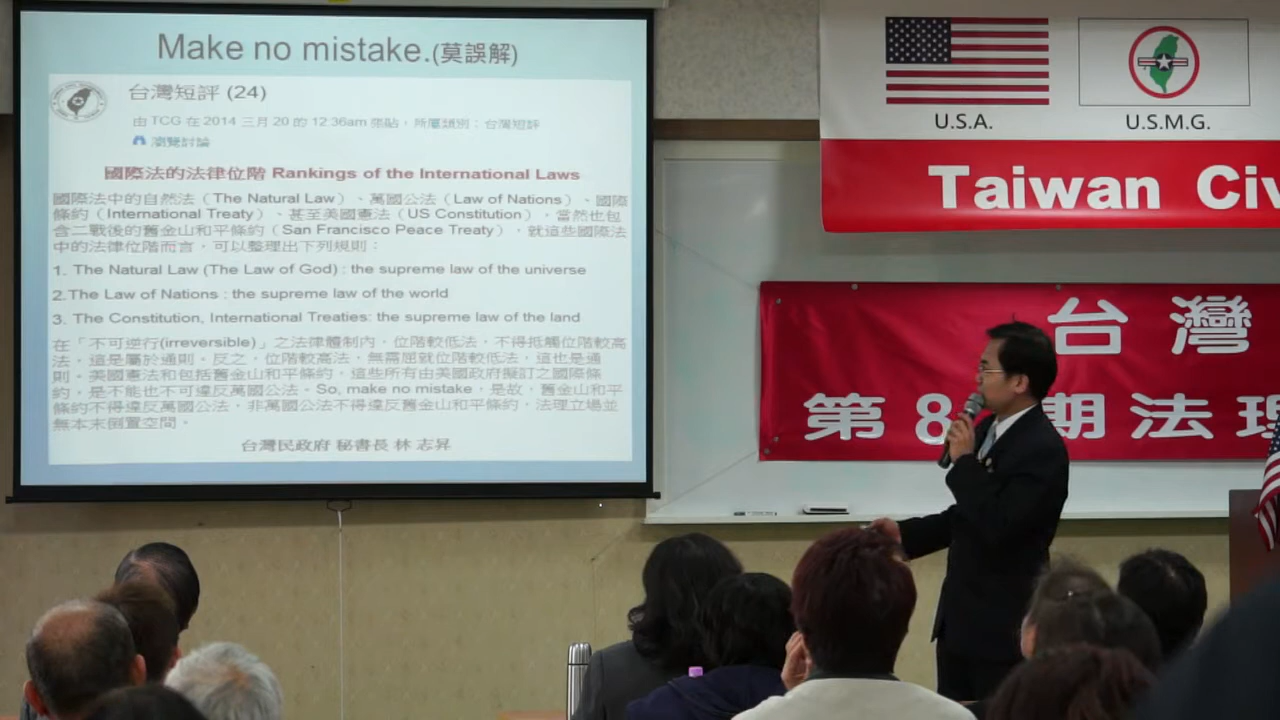 Make no mistake.(莫誤解)
台灣短評 (24)
由 TCG 在 2014 三月 20 的 12:36am 張貼，所屬類別：台灣短評
瀏覽討論
國際法的法律位階 Rankings of the International Laws
國際法中的自然法（The Natural Law）、萬國公法（Law of Nations）、國際
條約（International Treaty）、甚至美國憲法（US Constitution），當然也包
含二戰後的舊金山和平條約（San Francisco Peace Treaty），就這些國際法
中的法律位階而言，可以整理出下列規則：
1. The Natural Law (The Law of God) : the supreme law of the universe
2.The Law of Nations : the supreme law of the world
3. The Constitution, International Treaties: the supreme law of the land
在「不可逆行(irreversible)」之法律體制內，位階較低法，不得抵觸位階較高
法，這是屬於通則。反之，位階較高法，無需屈就位階較低法，這也是通
則。美國憲法和包括舊金山和平條約，這些所有由美國政府擬訂之國際條
約，是不能也不可違反萬國公法。So, make no mistake，是故，舊金山和平
條約不得違反萬國公法，非萬國公法不得違反舊金山和平條約，法理立場並
無本末倒置空間。
台灣民政府 秘書長 林 志昇
U.S.A.
U.S.M.G.
Taiwan Civ
台灣
第8 期法理